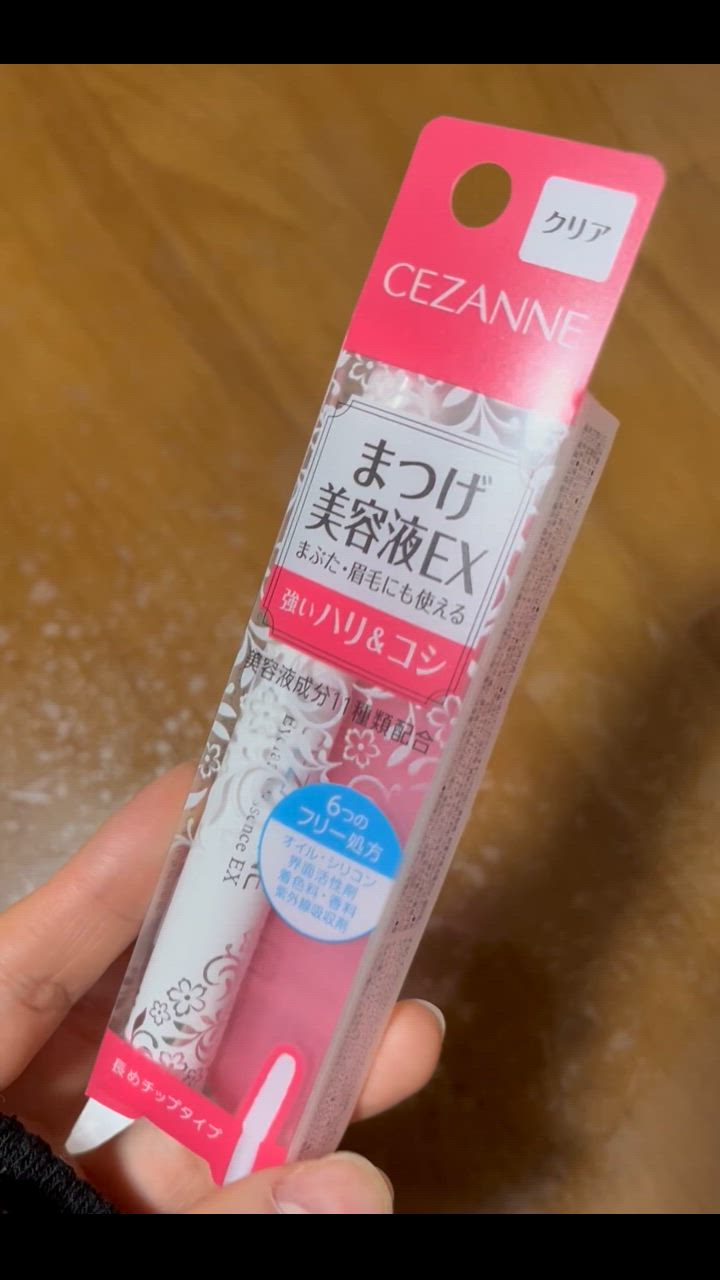 クリア
CEZANNE
まつげ
美容液EX
まぶた・眉毛にも使える
強いハリ&コシ
美容液成分11種類配合
6つの
フリー処方
オイル・シリコン
界面活性剤
着色料・香料
紫外線吸収剤
ssence EX
長めチップタイプ